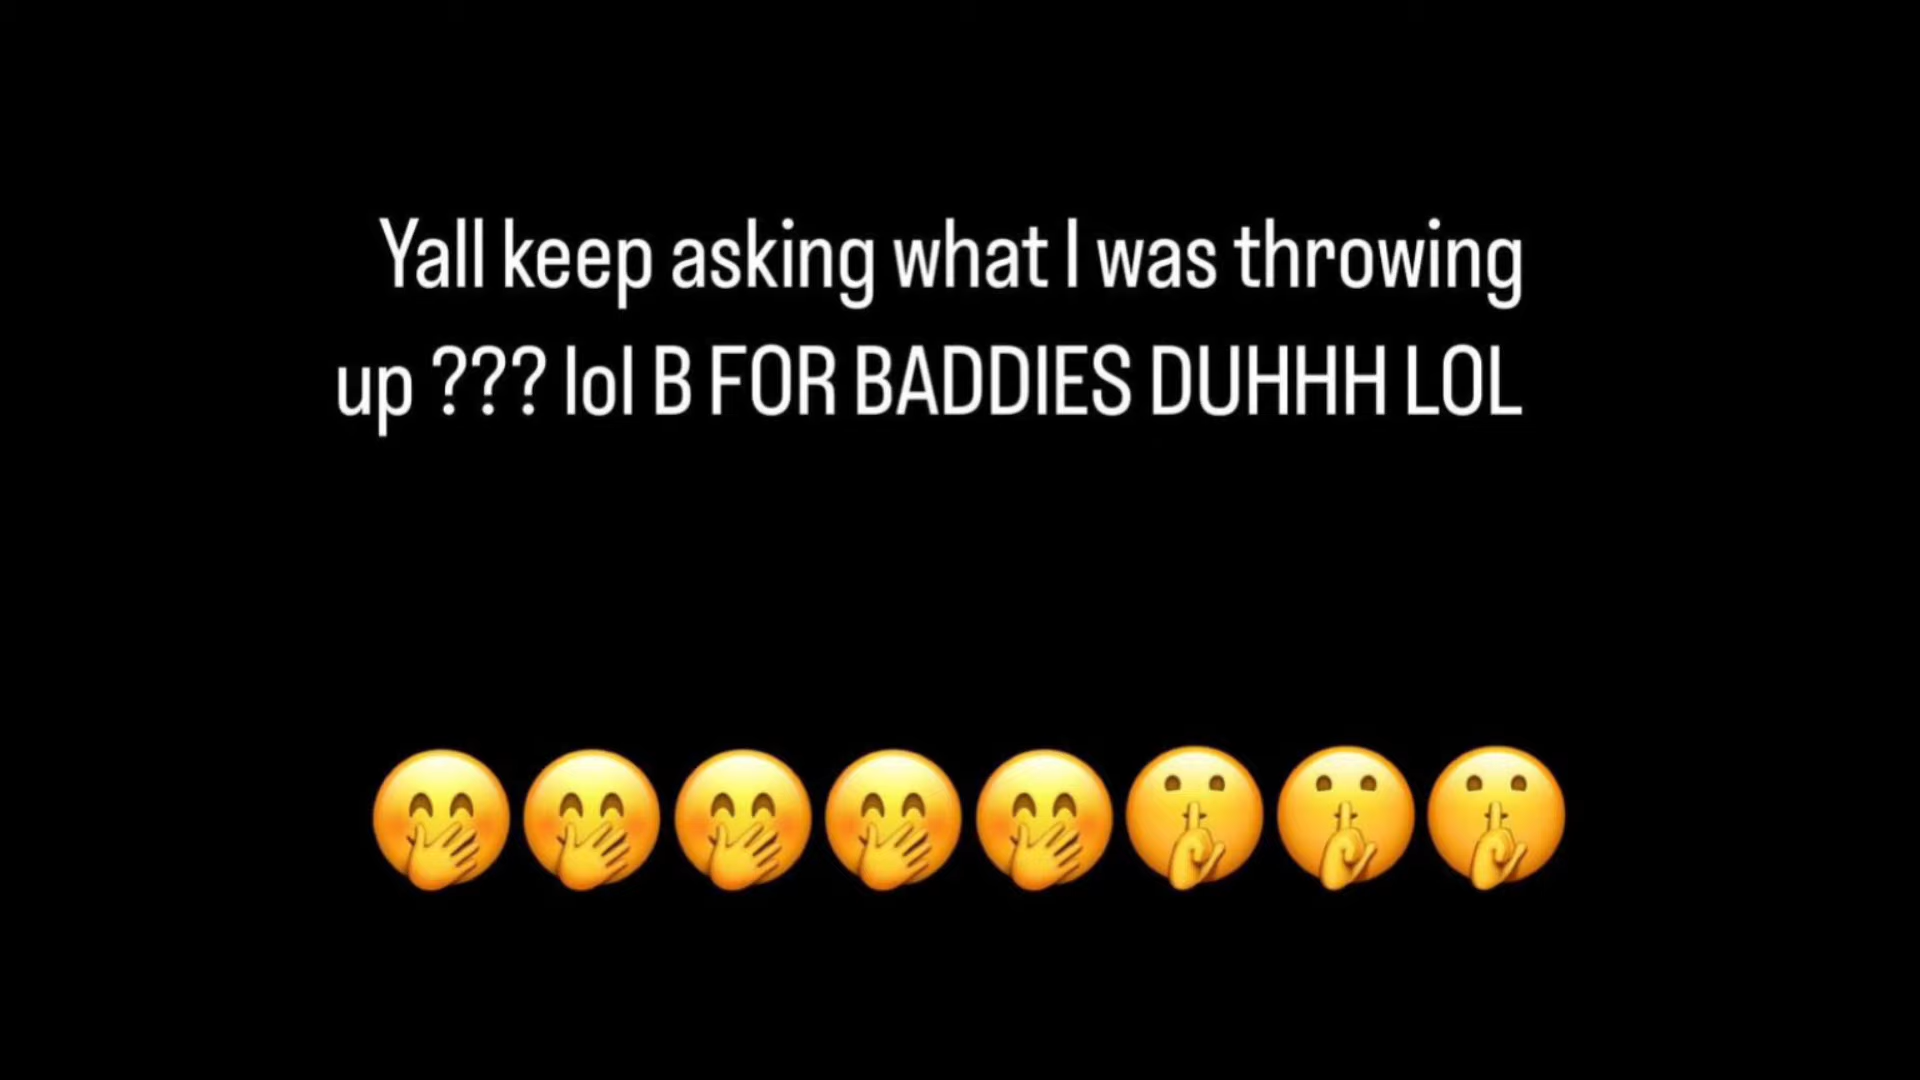 Yall keep asking what I was throwing
up ??? lol B FOR BADDIES DUHHH LOL
🤭🤭🤭🤭🤭🤫🤫🤫